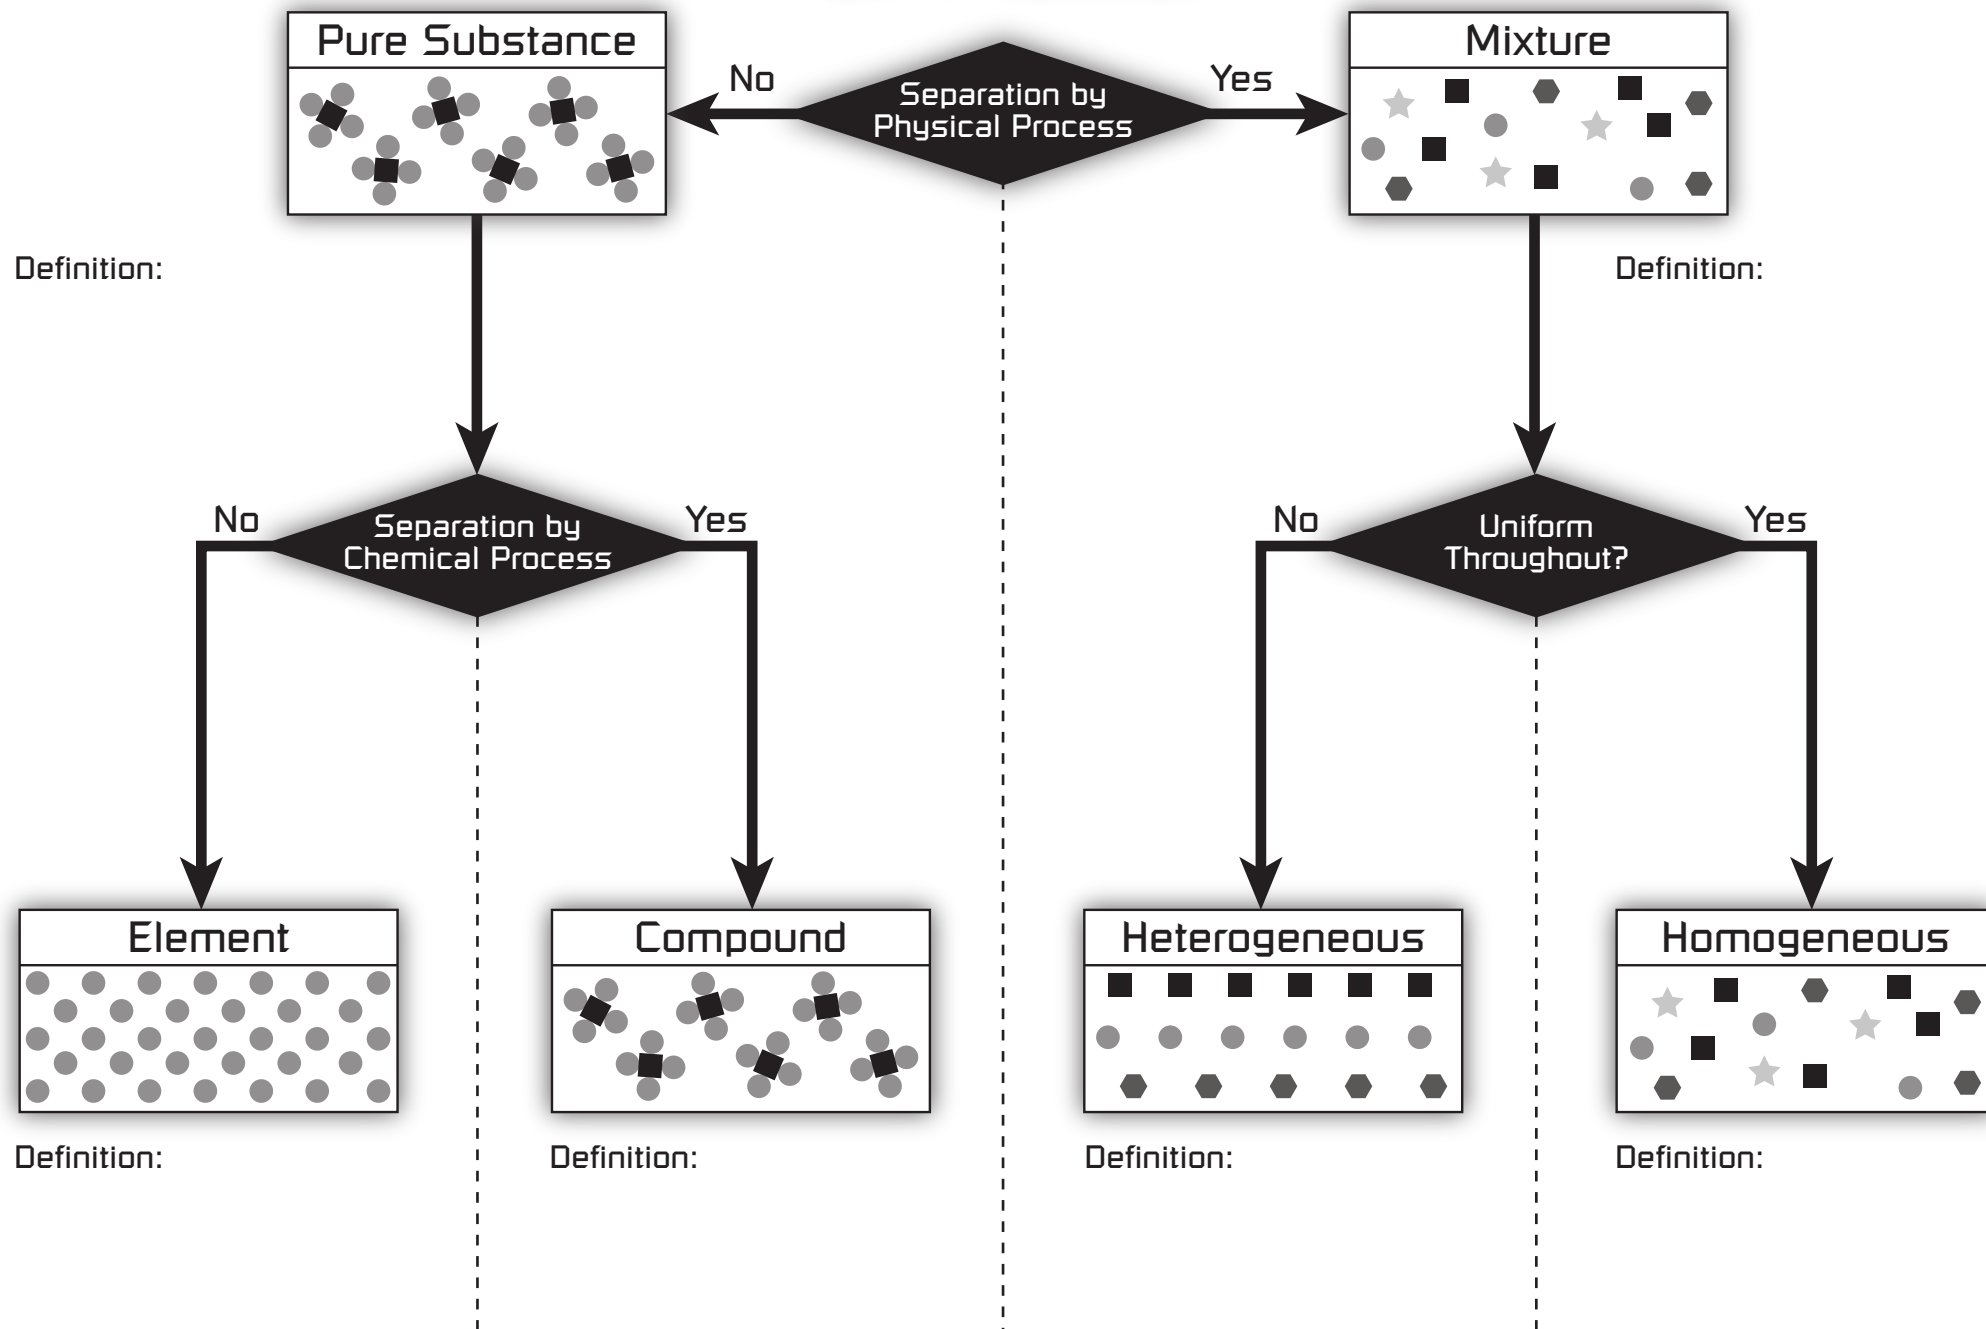 Pure Substance
No
Separation by
Physical Process
Yes
Mixture
Definition:
Definition:
No
Separation by
Chemical Process
Yes
No
Uniform
Throughout?
Yes
Element
Compound
Heterogeneous
Homogeneous
Definition:
Definition:
Definition:
Definition: